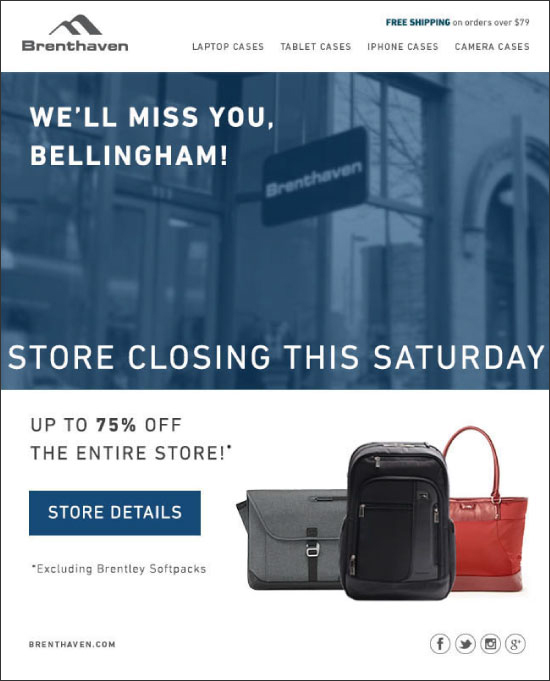 Brenthaven
FREE SHIPPING on orders over $79
LAPTOP CASES TABLET CASES IPHONE CASES CAMERA CASES
WE'LL MISS YOU,
BELLINGHAM!
Brenthaven
STORE CLOSING THIS SATURDAY
UP TO 75% OFF
THE ENTIRE STORE!*
STORE DETAILS
*Excluding Brentley Softpacks
BRENTHAVEN.COM
f g+